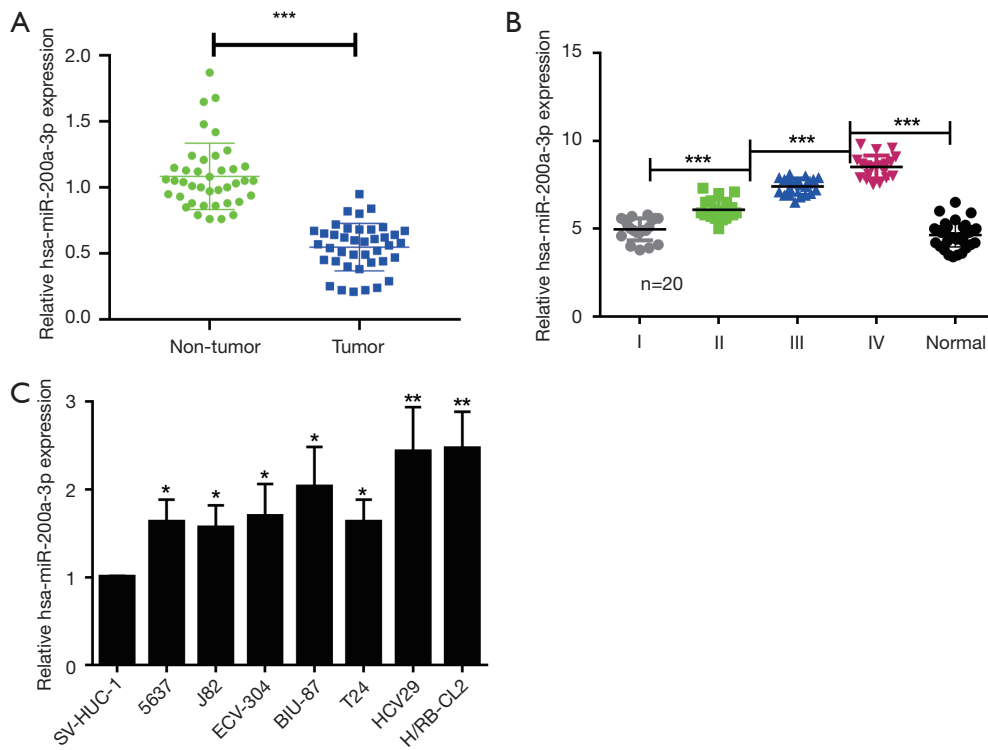 A
***
Relative hsa-miR-200a-3p expression
2.0
1.5
1.0
0.5
0.0
Non-tumor
Tumor
B
Relative hsa-miR-200a-3p expression
15
10
5
0
***
***
***
n=20
I
II
III
IV
Normal
C
Relative hsa-miR-200a-3p expression
3
2
1
0
*
*
*
*
*
**
**
SV-HUC-1
5637
J82
ECV-304
BIU-87
T24
HCV29
H/RB-CL2